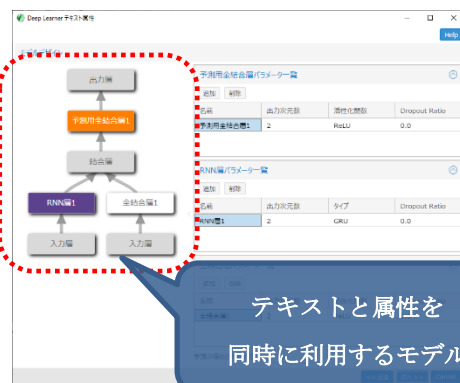 Deep Learner テキスト属性
Help
モデルデザイン
出力層
予測用全結合層1
結合層
RNN層1
全結合層1
入力層
入力層
予測用全結合層パラメータ一覧
追加 削除
名前 出力次元数 活性化関数 Dropout Ratio
予測用全結合層1 2 ReLU 0.0
RNN層パラメータ一覧
追加 削除
名前 出力次元数 タイプ Dropout Ratio
RNN層1 2 GRU 0.0
テキストと属性を
同時に利用するモデル